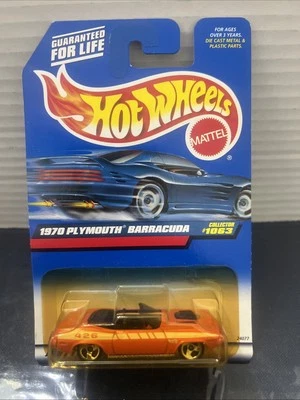 GUARANTEED
FOR LIFE
FOR AGES
OVER 3 YEARS.
DIE CAST METAL &
PLASTIC PARTS.
Hot Wheels
MATTEL
1970 PLYMOUTH® BARRACUDA
COLLECTOR
#1063
426